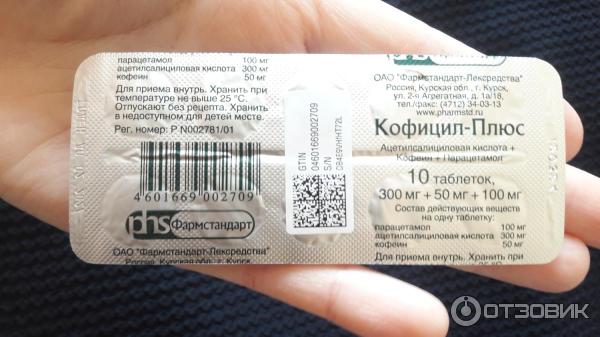 парацетамол 100 мг
ацетилсалициловая кислота 300 мг
кофеин 50 мг
Для приема внутрь. Хранить при
температуре не выше 25 °С.
Отпускают без рецепта. Хранить
в недоступном для детей месте.
Рег. номер: Р N002781/01
4 601669 002709
phs Фармстандарт
ОАО "Фармстандарт-Лексредства"
Россия, Курская обл., г. Курск,
GTIN
04601669002709
S/N
ОАО "Фармстандарт-Лексредства"
Россия, Курская обл., г. Курск,
ул. 2-я Агрегатная, д. 1а/18,
тел./факс: (4712) 34-03-13
www.pharmstd.ru
Кофицил-Плюс
Ацетилсалициловая кислота +
Кофеин + Парацетамол
10 таблеток,
300 мг + 50 мг + 100 мг
Состав действующих веществ
на одну таблетку:
парацетамол 100 мг
ацетилсалициловая кислота 300 мг
кофеин 50 мг
Для приема внутрь. Хранить при
ОТЗОВИК